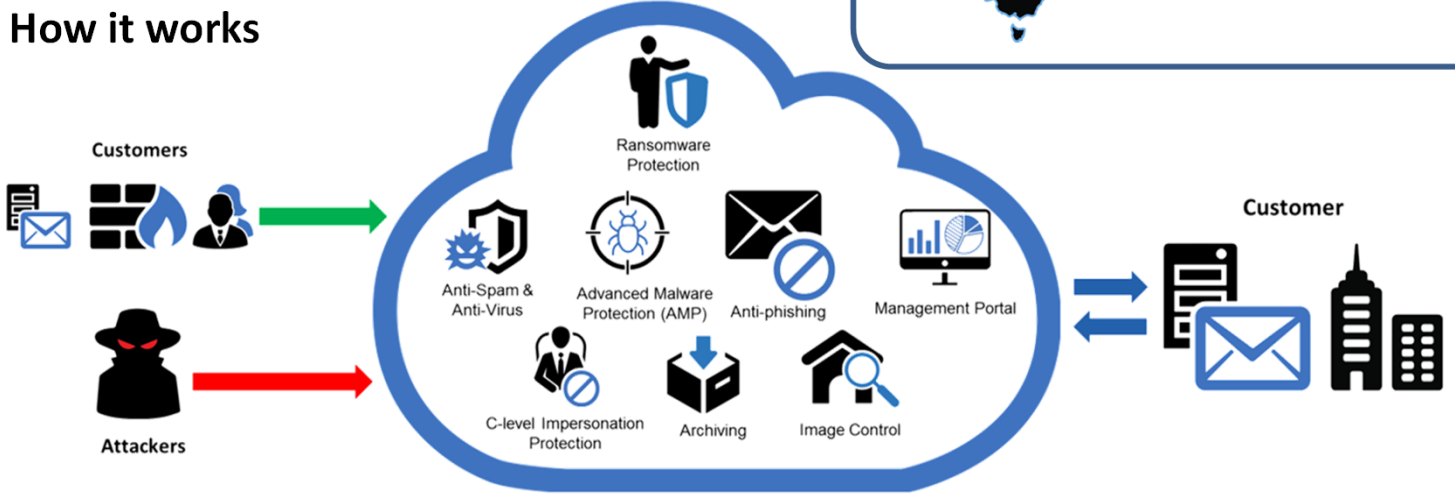 How it works
Customers
Attackers
Ransomware
Protection
Anti-Spam &
Anti-Virus
Advanced Malware
Protection (AMP)
Anti-phishing
Management Portal
C-level Impersonation
Protection
Archiving
Image Control
Customer